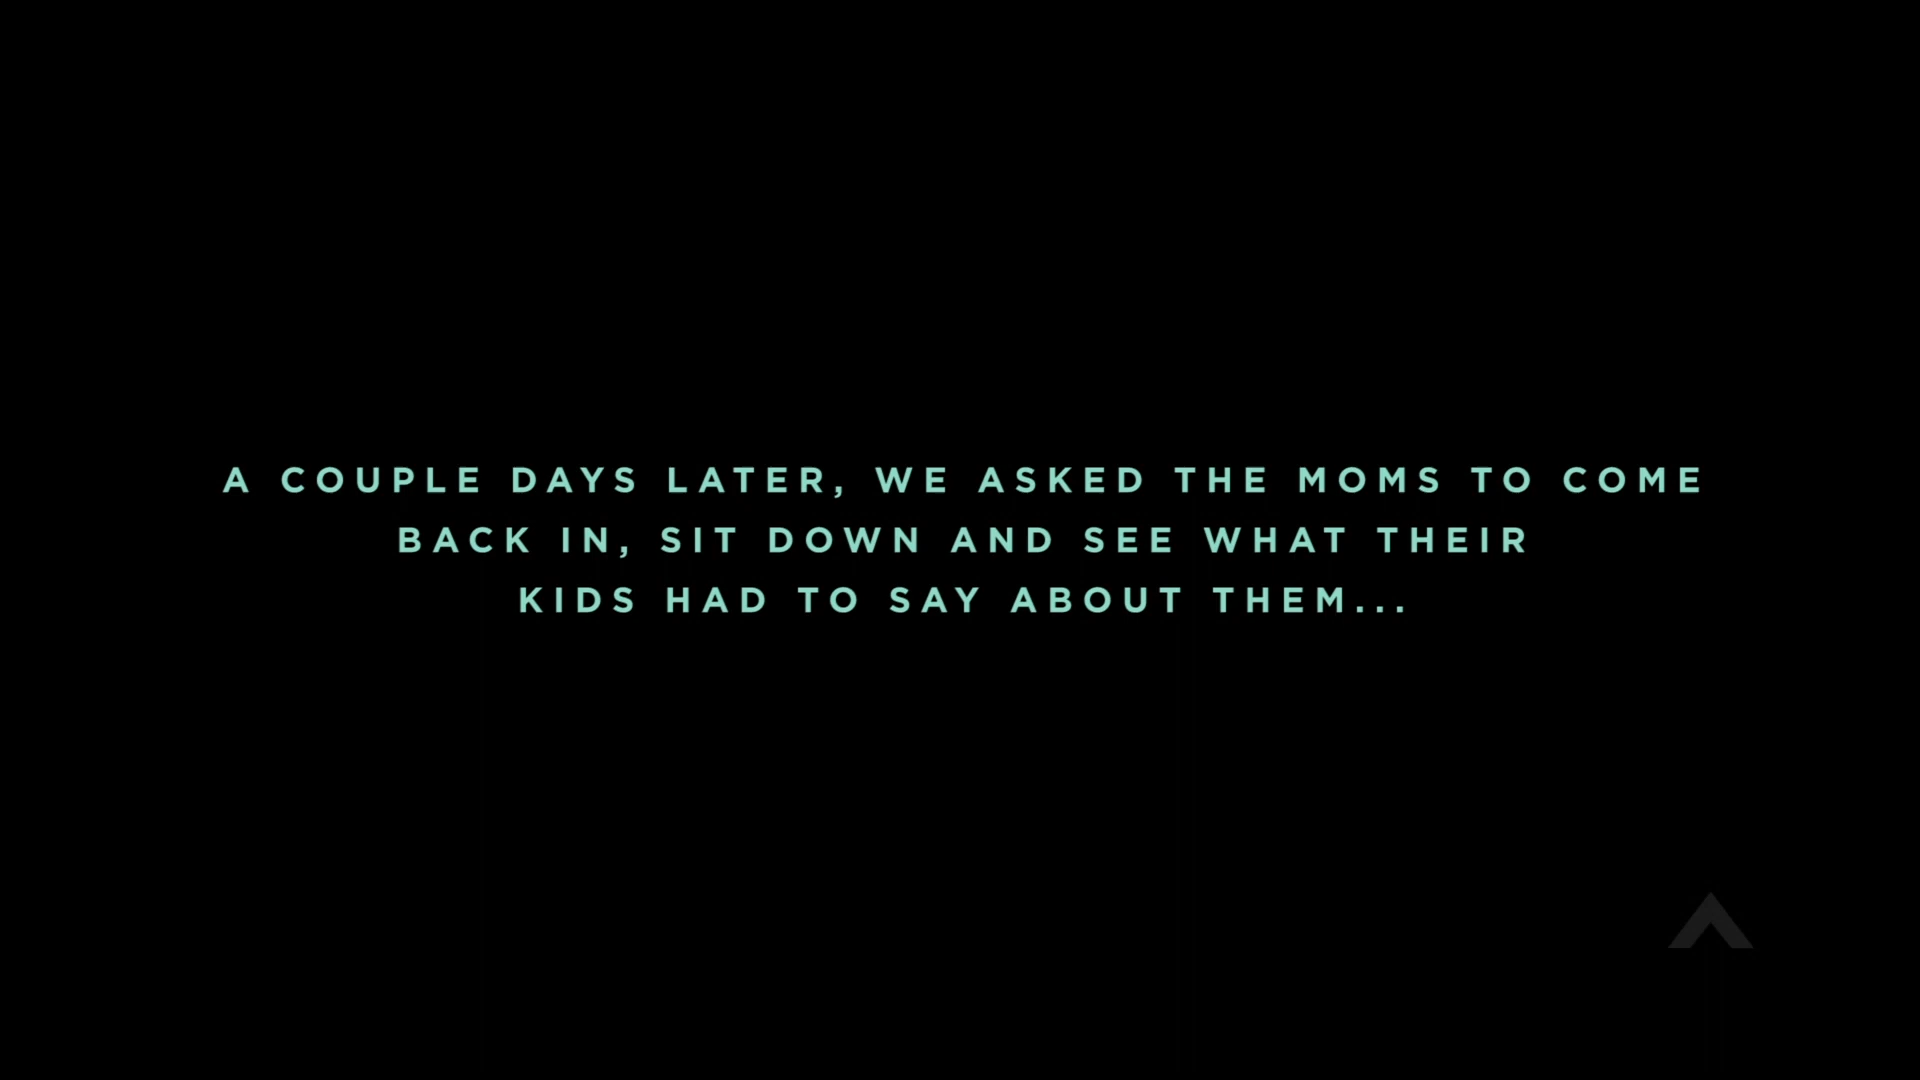 A COUPLE DAYS LATER, WE ASKED THE MOMS TO COME
BACK IN, SIT DOWN AND SEE WHAT THEIR
KIDS HAD TO SAY ABOUT THEM...